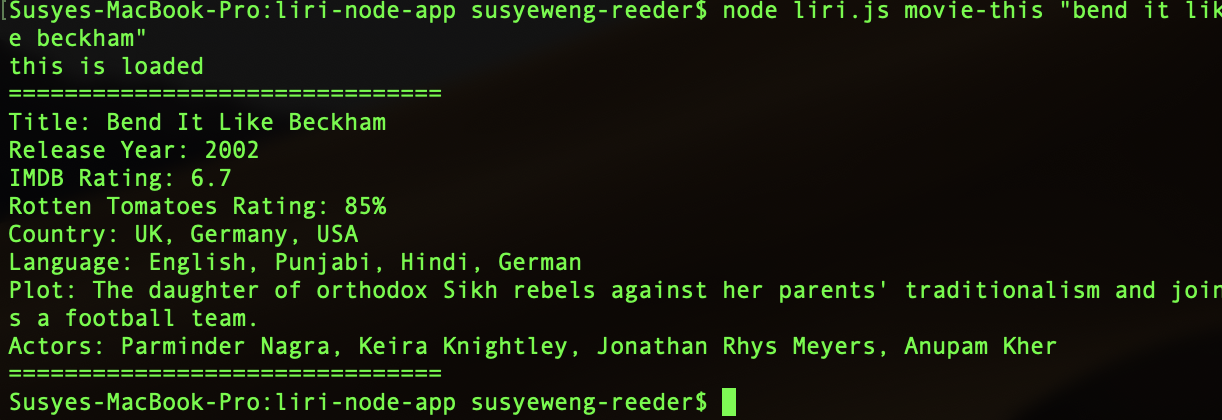 [Susyes-MacBook-Pro:liri-node-app susyeweng-reeder$ node liri.js movie-this "bend it lik
e beckham"
this is loaded
===============================
Title: Bend It Like Beckham
Release Year: 2002
IMDB Rating: 6.7
Rotten Tomatoes Rating: 85%
Country: UK, Germany, USA
Language: English, Punjabi, Hindi, German
Plot: The daughter of orthodox Sikh rebels against her parents' traditionalism and join
s a football team.
Actors: Parminder Nagra, Keira Knightley, Jonathan Rhys Meyers, Anupam Kher
===============================
Susyes-MacBook-Pro:liri-node-app susyeweng-reeder$